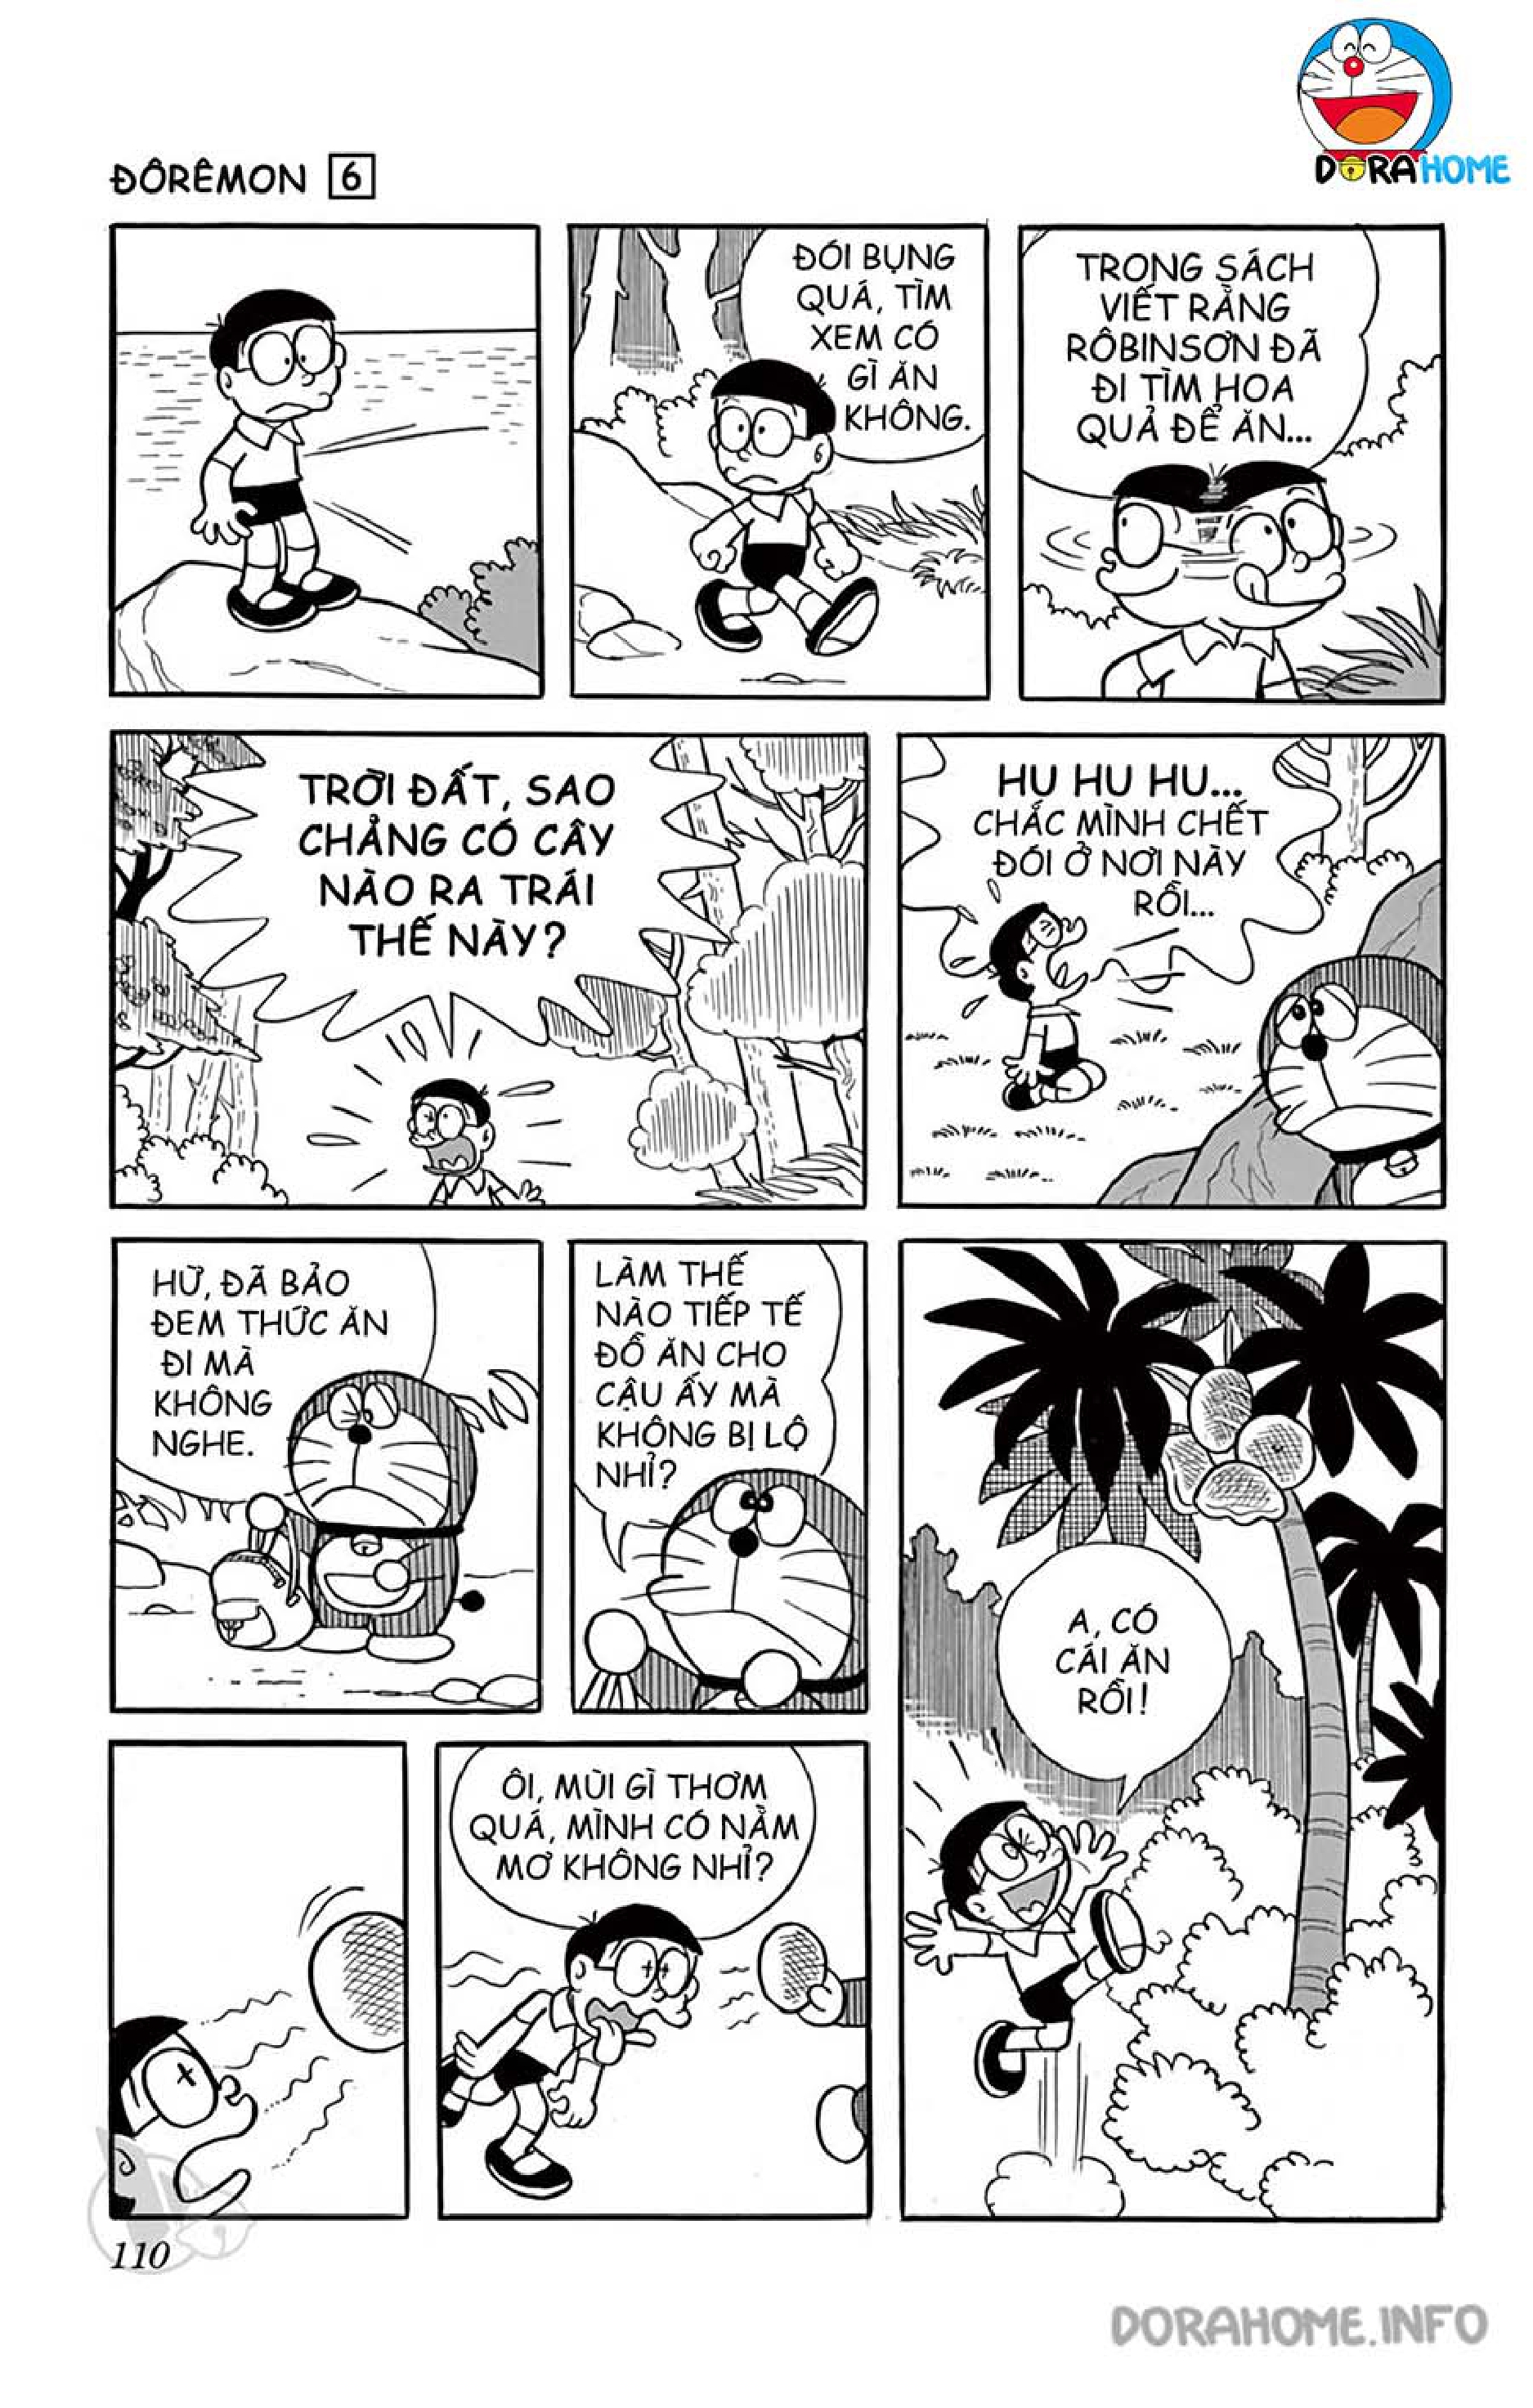 DORAHOME
ĐÔRÊMON 6
ĐÓI BỤNG
QUÁ, TÌM
XEM CÓ
GÌ ĂN
KHÔNG.
TRONG SÁCH
VIẾT RẰNG
RÔBINSƠN ĐÃ
ĐI TÌM HOA
QUẢ ĐỂ ĂN...
TRỜI ĐẤT, SAO
CHẲNG CÓ CÂY
NÀO RA TRÁI
THẾ NÀY?
HU HU HU...
CHẮC MÌNH CHẾT
ĐÓI Ở NƠI NÀY
RỒI...
HỪ, ĐÃ BẢO
ĐEM THỨC ĂN
ĐI MÀ
KHÔNG
NGHE.
LÀM THẾ
NÀO TIẾP TẾ
ĐỒ ĂN CHO
CẬU ẤY MÀ
KHÔNG BỊ LỘ
NHỈ?
A, CÓ
CÁI ĂN
RỒI!
ÔI, MÙI GÌ THƠM
QUÁ, MÌNH CÓ NẰM
MƠ KHÔNG NHỈ?
110
DORAHOME.INFO